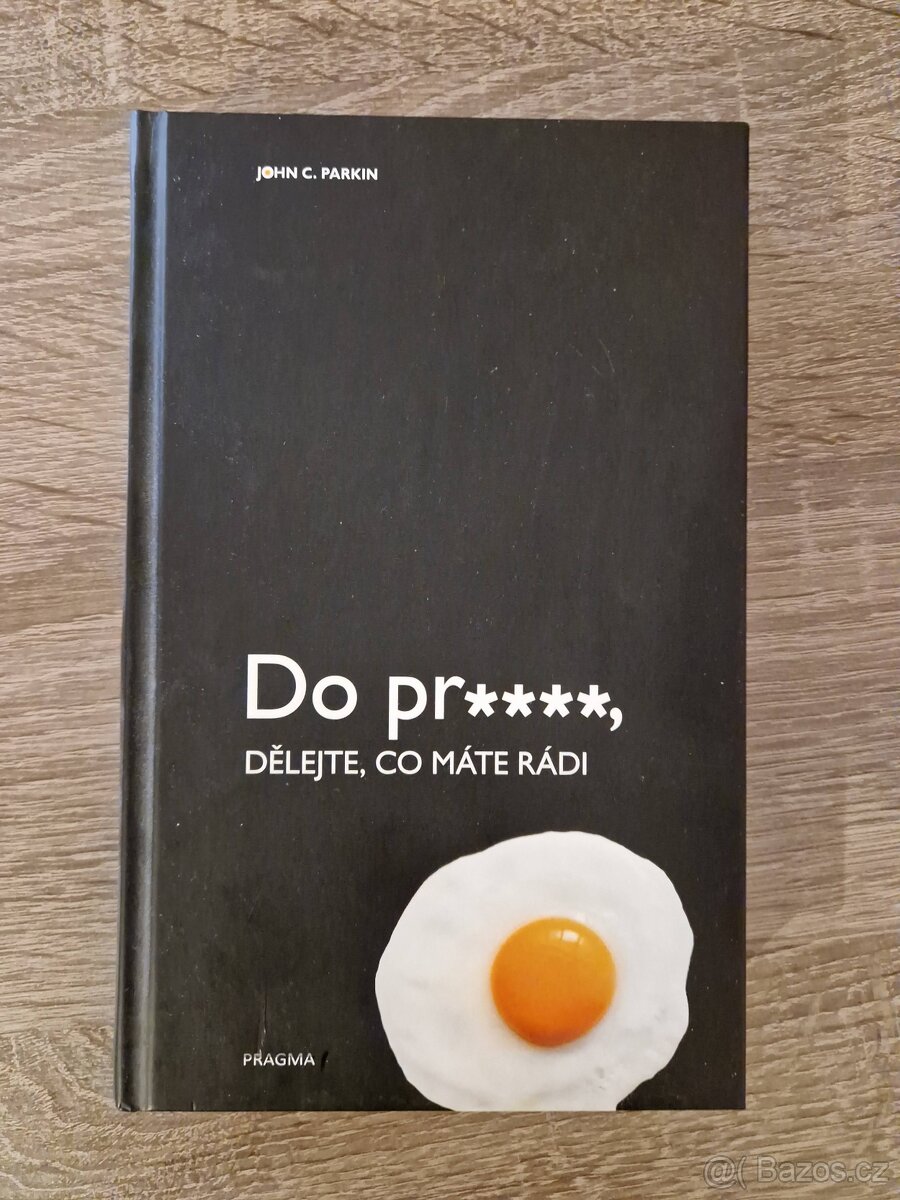 JOHN C. PARKIN
Do pr****,
DĚLEJTE, CO MÁTE RÁDI
PRAGMA
@( Bazos.cz